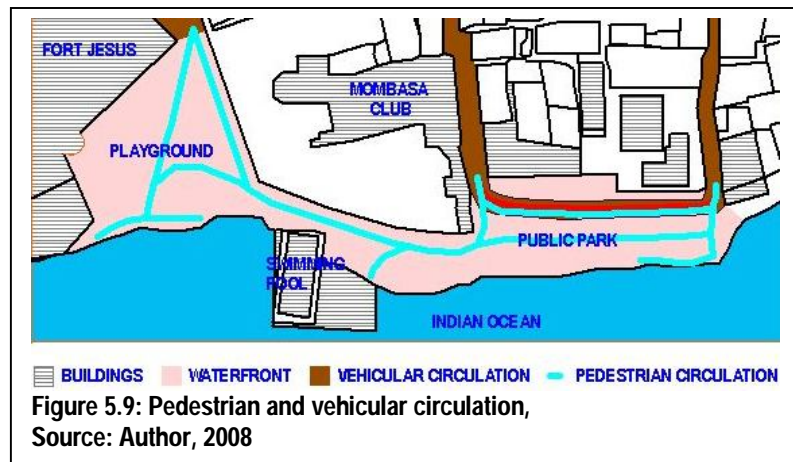 FORT JESUS
MOMBASA
CLUB
PLAYGROUND
PUBLIC PARK
SWIMMING
POOL
INDIAN OCEAN
BUILDINGS WATERFRONT VEHICULAR CIRCULATION PEDESTRIAN CIRCULATION
Figure 5.9: Pedestrian and vehicular circulation,
Source: Author, 2008